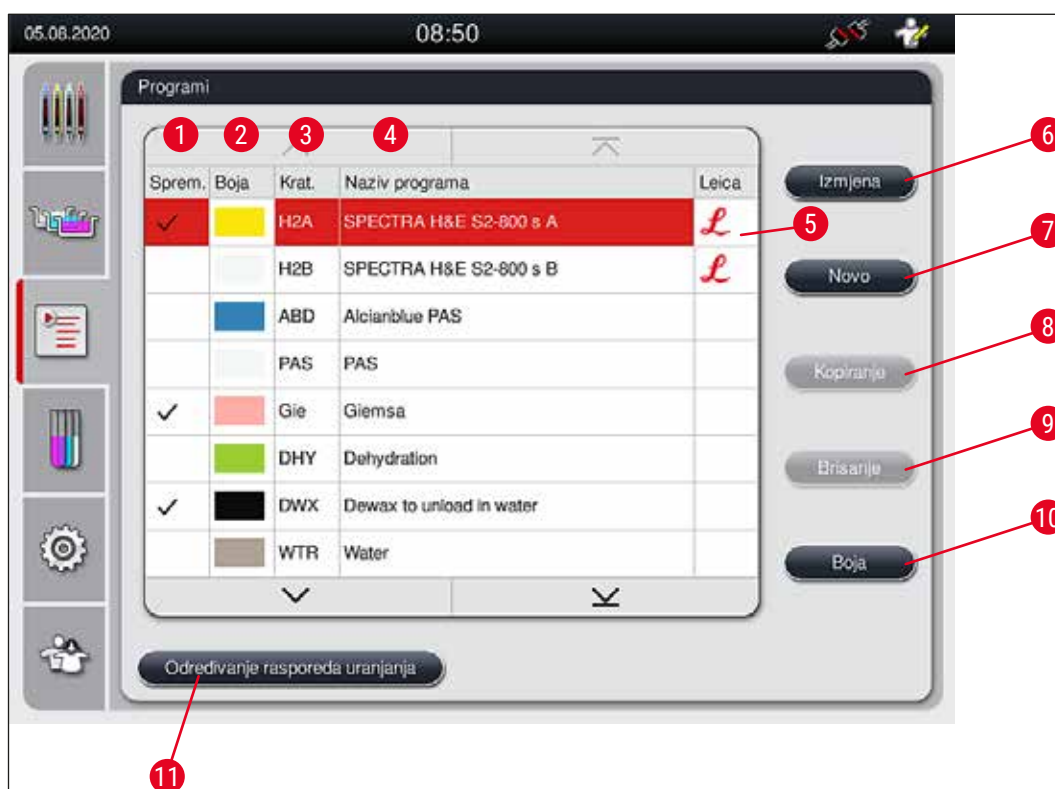 05.08.2020 08:50
Programi
1 2 3 4
6
Sprem. Boja Krat. Naziv programa Leica Izmjena
H2A SPECTRA H&E S2-800 s A L 5
7
H2B SPECTRA H&E S2-800 s B L Novo
ABD Alcianblue PAS
8
PAS PAS Kopiranje
Gie Giemsa
9
DHY Dehydration Brisanje
DWX Dewax to unload in water
10
WTR Water Boja
Određivanje rasporeda uranjanja
11